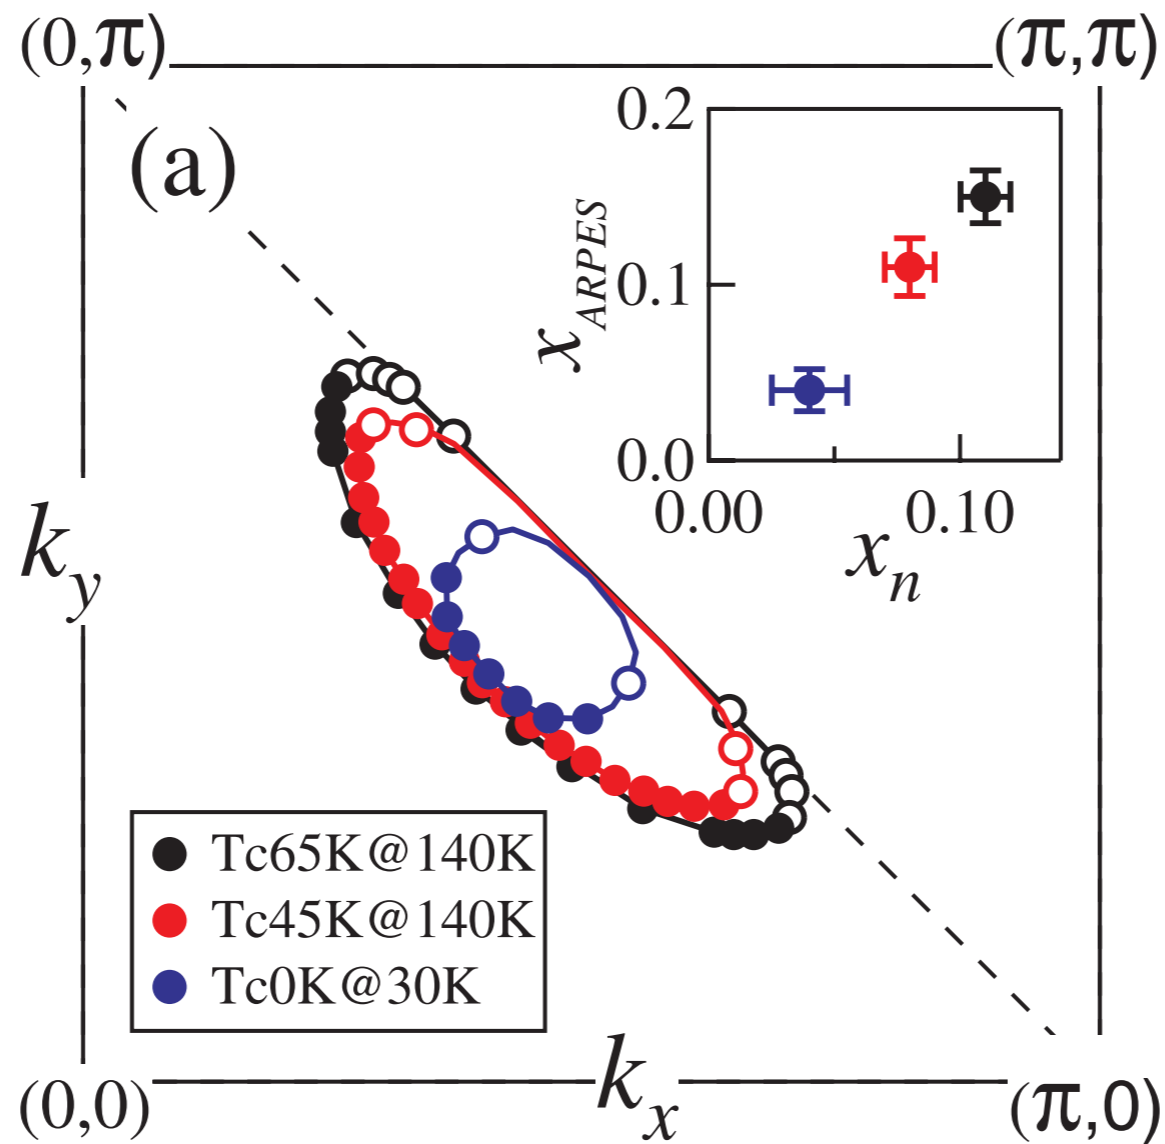 (0,π)
(π,π)
(a)
0.2
0.1
0.0
x_ARPES
0.00
0.10
x_n
k_y
Tc65K@140K
Tc45K@140K
Tc0K@30K
(0,0)
k_x
(π,0)